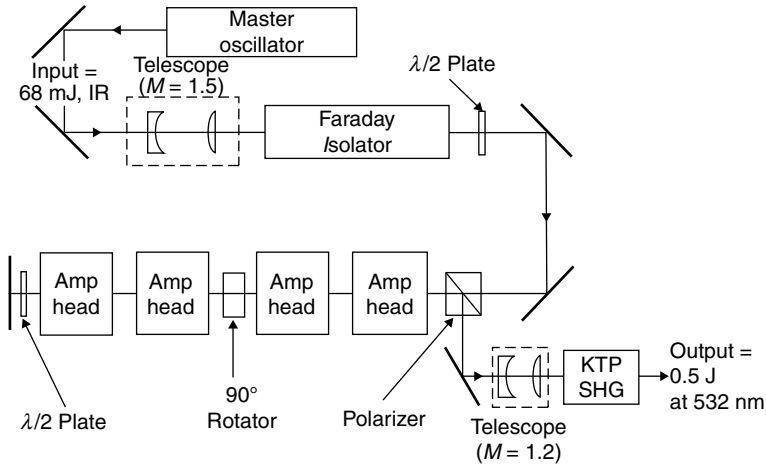 Master
oscillator
Input =
68 mJ, IR
Telescope
(M = 1.5)
Faraday
Isolator
λ/2 Plate
Amp
head
Amp
head
Amp
head
Amp
head
λ/2 Plate
90°
Rotator
Polarizer
Telescope
(M = 1.2)
KTP
SHG
Output =
0.5 J
at 532 nm